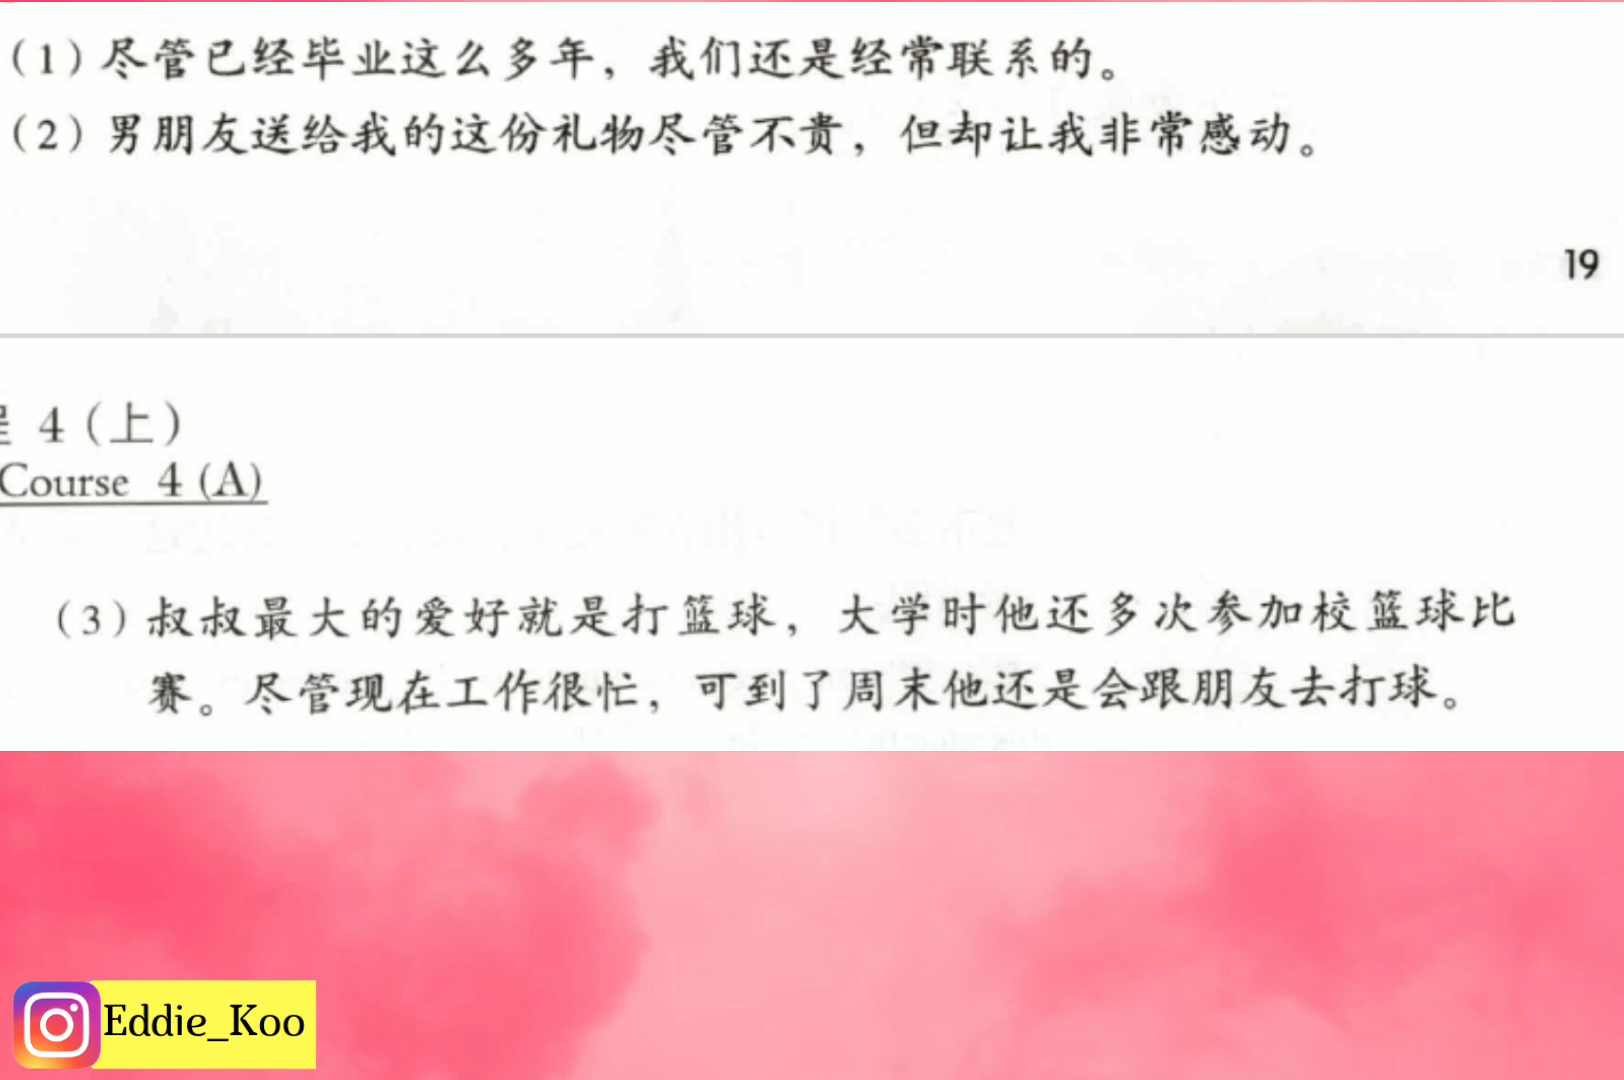 （1）尽管已经毕业这么多年，我们还是经常联系的。
（2）男朋友送给我的这份礼物尽管不贵，但却让我非常感动。
19
4（上）
Course 4 (A)
（3）叔叔最大的爱好就是打篮球，大学时他还多次参加校篮球比
赛。尽管现在工作很忙，可到了周末他还是会跟朋友去打球。
Eddie_Koo